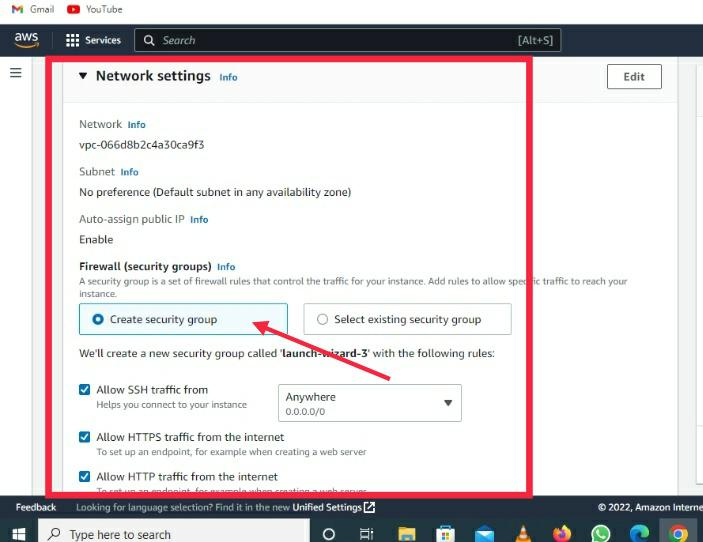 Gmail YouTube
aws Services Search [Alt+S]
Network settings Info Edit
Network Info
vpc-066d8b2c4a30ca9f3
Subnet Info
No preference (Default subnet in any availability zone)
Auto-assign public IP Info
Enable
Firewall (security groups) Info
A security group is a set of firewall rules that control the traffic for your instance. Add rules to allow specific traffic to reach your
instance.
Create security group Select existing security group
We'll create a new security group called 'launch-wizard-3' with the following rules:
Allow SSH traffic from
Helps you connect to your instance
Anywhere
0.0.0.0/0
Allow HTTPS traffic from the internet
To set up an endpoint, for example when creating a web server
Allow HTTP traffic from the internet
To set up an endpoint, for example when creating a web server
Feedback Looking for language selection? Find it in the new Unified Settings © 2022, Amazon Interne
Type here to search